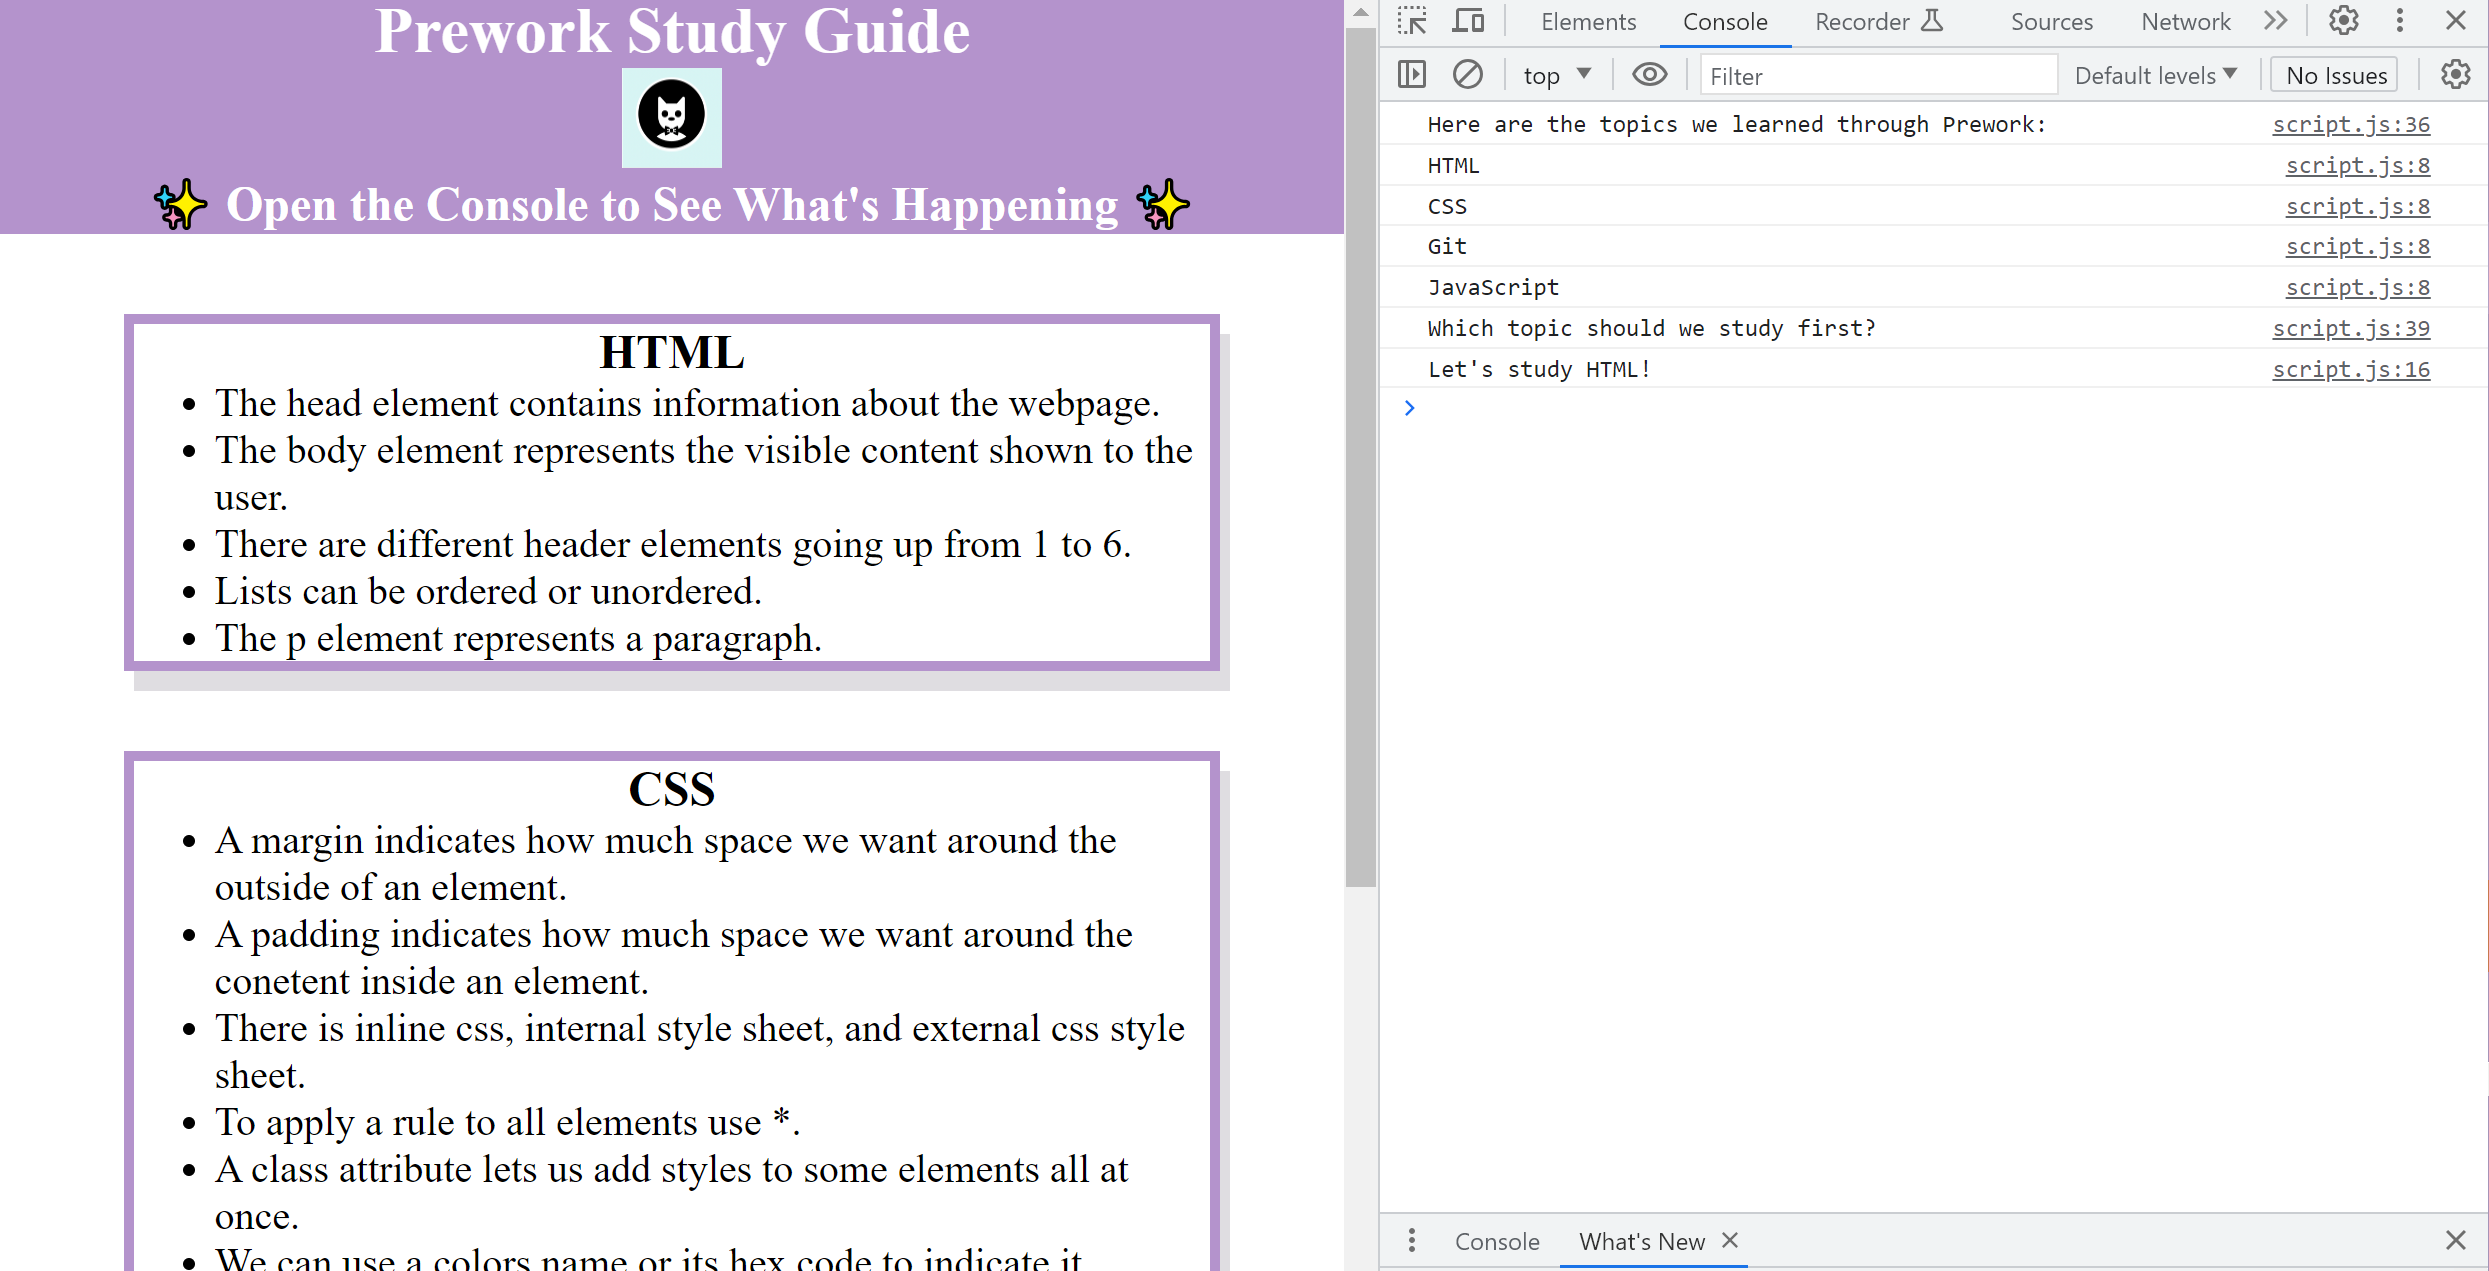 Prework Study Guide
✨ Open the Console to See What's Happening ✨
HTML
• The head element contains information about the webpage.
• The body element represents the visible content shown to the
user.
• There are different header elements going up from 1 to 6.
• Lists can be ordered or unordered.
• The p element represents a paragraph.
CSS
• A margin indicates how much space we want around the
outside of an element.
• A padding indicates how much space we want around the
conetent inside an element.
• There is inline css, internal style sheet, and external css style
sheet.
• To apply a rule to all elements use *.
• A class attribute lets us add styles to some elements all at
once.
• We can use a colors name or its hex code to indicate it
Elements Console Recorder Sources Network
top Filter Default levels No Issues
Here are the topics we learned through Prework: script.js:36
HTML script.js:8
CSS script.js:8
Git script.js:8
JavaScript script.js:8
Which topic should we study first? script.js:39
Let's study HTML! script.js:16
Console What's New